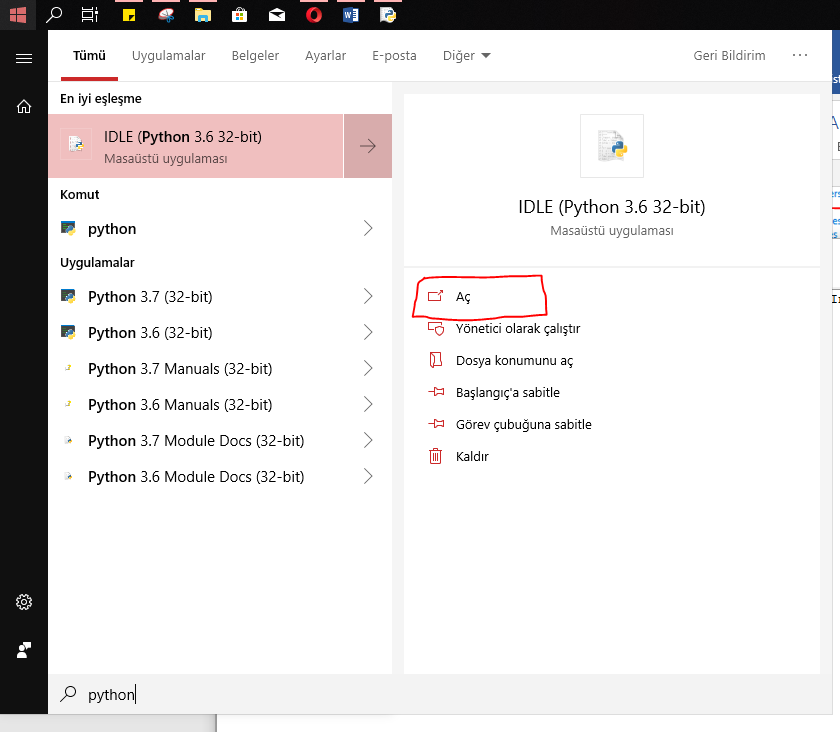 Tümü Uygulamalar Belgeler Ayarlar E-posta Diğer Geri Bildirim ...
En iyi eşleşme
IDLE (Python 3.6 32-bit)
Masaüstü uygulaması
Komut
python
Uygulamalar
Python 3.7 (32-bit)
Python 3.6 (32-bit)
Python 3.7 Manuals (32-bit)
Python 3.6 Manuals (32-bit)
Python 3.7 Module Docs (32-bit)
Python 3.6 Module Docs (32-bit)
IDLE (Python 3.6 32-bit)
Masaüstü uygulaması
Aç
Yönetici olarak çalıştır
Dosya konumunu aç
Başlangıç'a sabitle
Görev çubuğuna sabitle
Kaldır
python